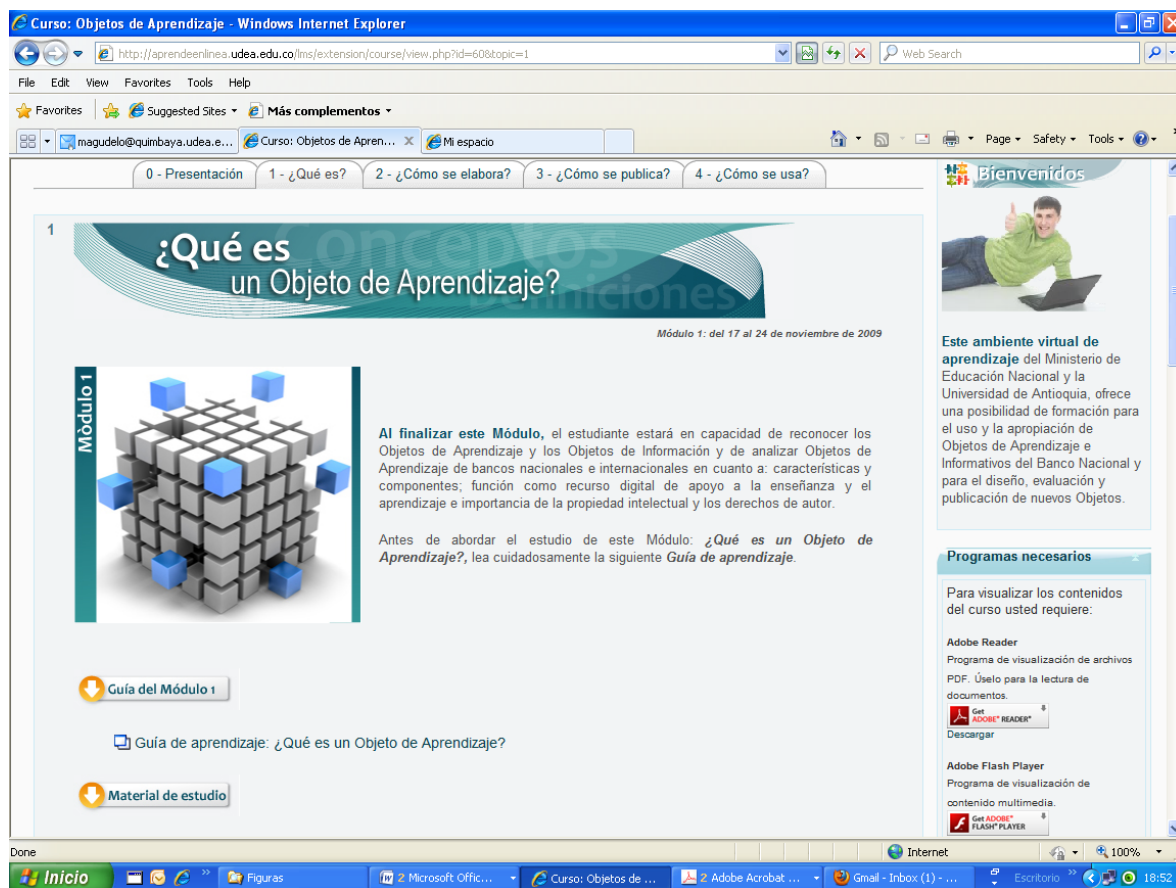 Curso: Objetos de Aprendizaje - Windows Internet Explorer
http://aprendeenlinea.udea.edu.co/lms/extension/course/view.php?id=60&topic=1
Web Search
File Edit View Favorites Tools Help
Favorites Suggested Sites Más complementos
magudelo@quimbaya.udea.e... Curso: Objetos de Apren... X Mi espacio Page Safety Tools
0 - Presentación 1 - ¿Qué es? 2 - ¿Cómo se elabora? 3 - ¿Cómo se publica? 4 - ¿Cómo se usa?
1
Conceptos
Definiciones
¿Qué es
un Objeto de Aprendizaje?
Módulo 1: del 17 al 24 de noviembre de 2009
Mòdulo 1
Al finalizar este Módulo, el estudiante estará en capacidad de reconocer los
Objetos de Aprendizaje y los Objetos de Información y de analizar Objetos de
Aprendizaje de bancos nacionales e internacionales en cuanto a: características y
componentes; función como recurso digital de apoyo a la enseñanza y el
aprendizaje e importancia de la propiedad intelectual y los derechos de autor.
Antes de abordar el estudio de este Módulo: ¿Qué es un Objeto de
Aprendizaje?, lea cuidadosamente la siguiente Guía de aprendizaje.
Guía del Módulo 1
Guía de aprendizaje: ¿Qué es un Objeto de Aprendizaje?
Material de estudio
Bienvenidos
Este ambiente virtual de
aprendizaje del Ministerio de
Educación Nacional y la
Universidad de Antioquia, ofrece
una posibilidad de formación para
el uso y la apropiación de
Objetos de Aprendizaje e
Informativos del Banco Nacional y
para el diseño, evaluación y
publicación de nuevos Objetos.
Programas necesarios
Para visualizar los contenidos
del curso usted requiere:
Adobe Reader
Programa de visualización de archivos
PDF. Úselo para la lectura de
documentos.
Get
ADOBE® READER®
Descargar
Adobe Flash Player
Programa de visualización de
contenido multimedia.
Get ADOBE®
FLASH® PLAYER
Done Internet 100%
Inicio Figuras 2 Microsoft Offic... Curso: Objetos de ... 2 Adobe Acrobat ... Gmail - Inbox (1) - ... Escritorio 18:52